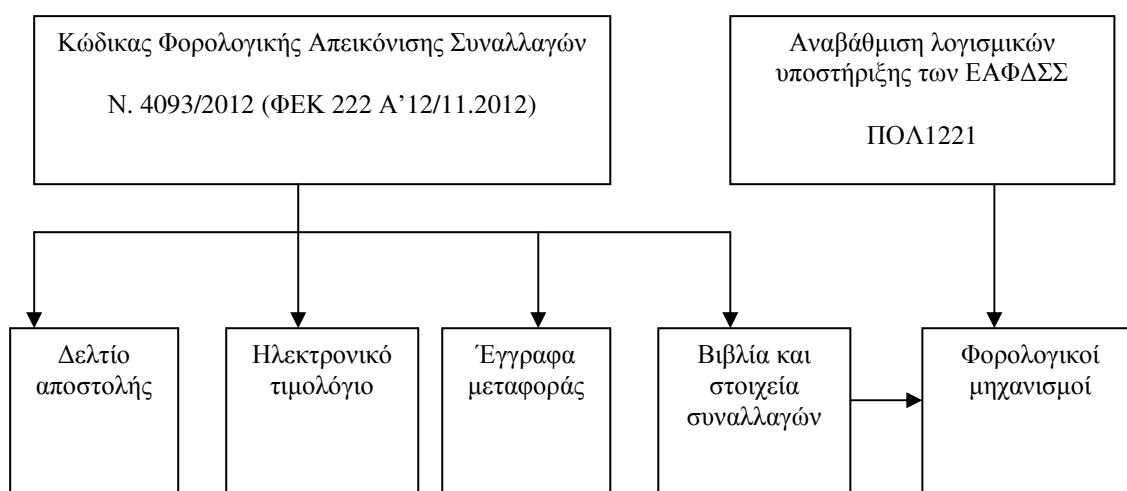 Κώδικας Φορολογικής Απεικόνισης Συναλλαγών
Ν. 4093/2012 (ΦΕΚ 222 Α’12/11.2012)
Αναβάθμιση λογισμικών
υποστήριξης των ΕΑΦΔΣΣ
ΠΟΛ1221
Δελτίο
αποστολής
Ηλεκτρονικό
τιμολόγιο
Έγγραφα
μεταφοράς
Βιβλία και
στοιχεία
συναλλαγών
Φορολογικοί
μηχανισμοί